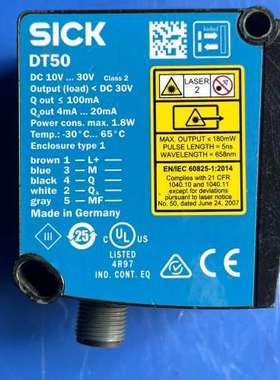 SICK
DT50
DC 10V ... 30V Class 2
Output (load) < DC 30V
Q out ≤ 100mA
QA out 4mA ... 20mA
Power cons. max. 1.8W
Temp.: -30°C ... 65°C
Enclosure type 1
brown 1 – L+
blue 3 – M
black 4 – Q
white 2 – QA
gray 5 – MF
Made in Germany
LASER
2
MAX. OUTPUT ≤ 180mW
PULSE LENGTH = 5ns
WAVELENGTH = 658nm
EN/IEC 60825-1:2014
Complies with 21 CFR
1040.10 and 1040.11
except for deviations
pursuant to laser notice
No. 50, dated June 24, 2007
III
25
C UL US
LISTED
4R97
IND. CONT. EQ